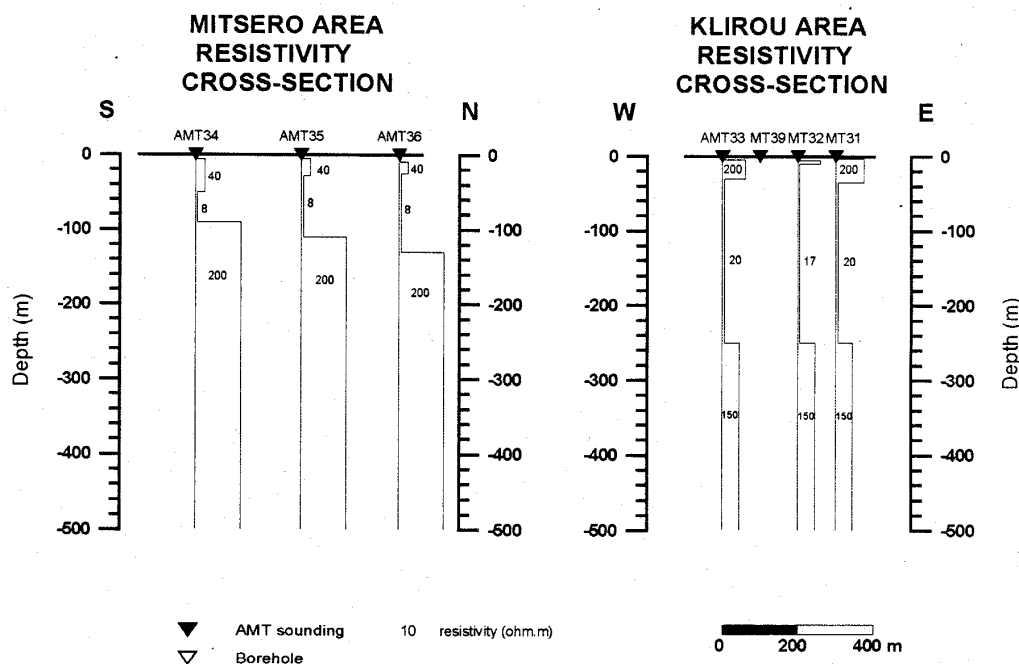 MITSERO AREA
RESISTIVITY
CROSS-SECTION
KLIROU AREA
RESISTIVITY
CROSS-SECTION
S N W E
AMT34 AMT35 AMT36 AMT33 MT39 MT32 MT31
0 0 0 0
40 40 40 200 200
8 8 8
-100 -100 -100 -100
20 17 20
200 200 200
-200 -200 -200 -200
Depth (m) Depth (m)
-300 -300 -300 -300
150 150 150
-400 -400 -400 -400
-500 -500 -500 -500
AMT sounding 10 resistivity (ohm.m)
Borehole
0 200 400 m